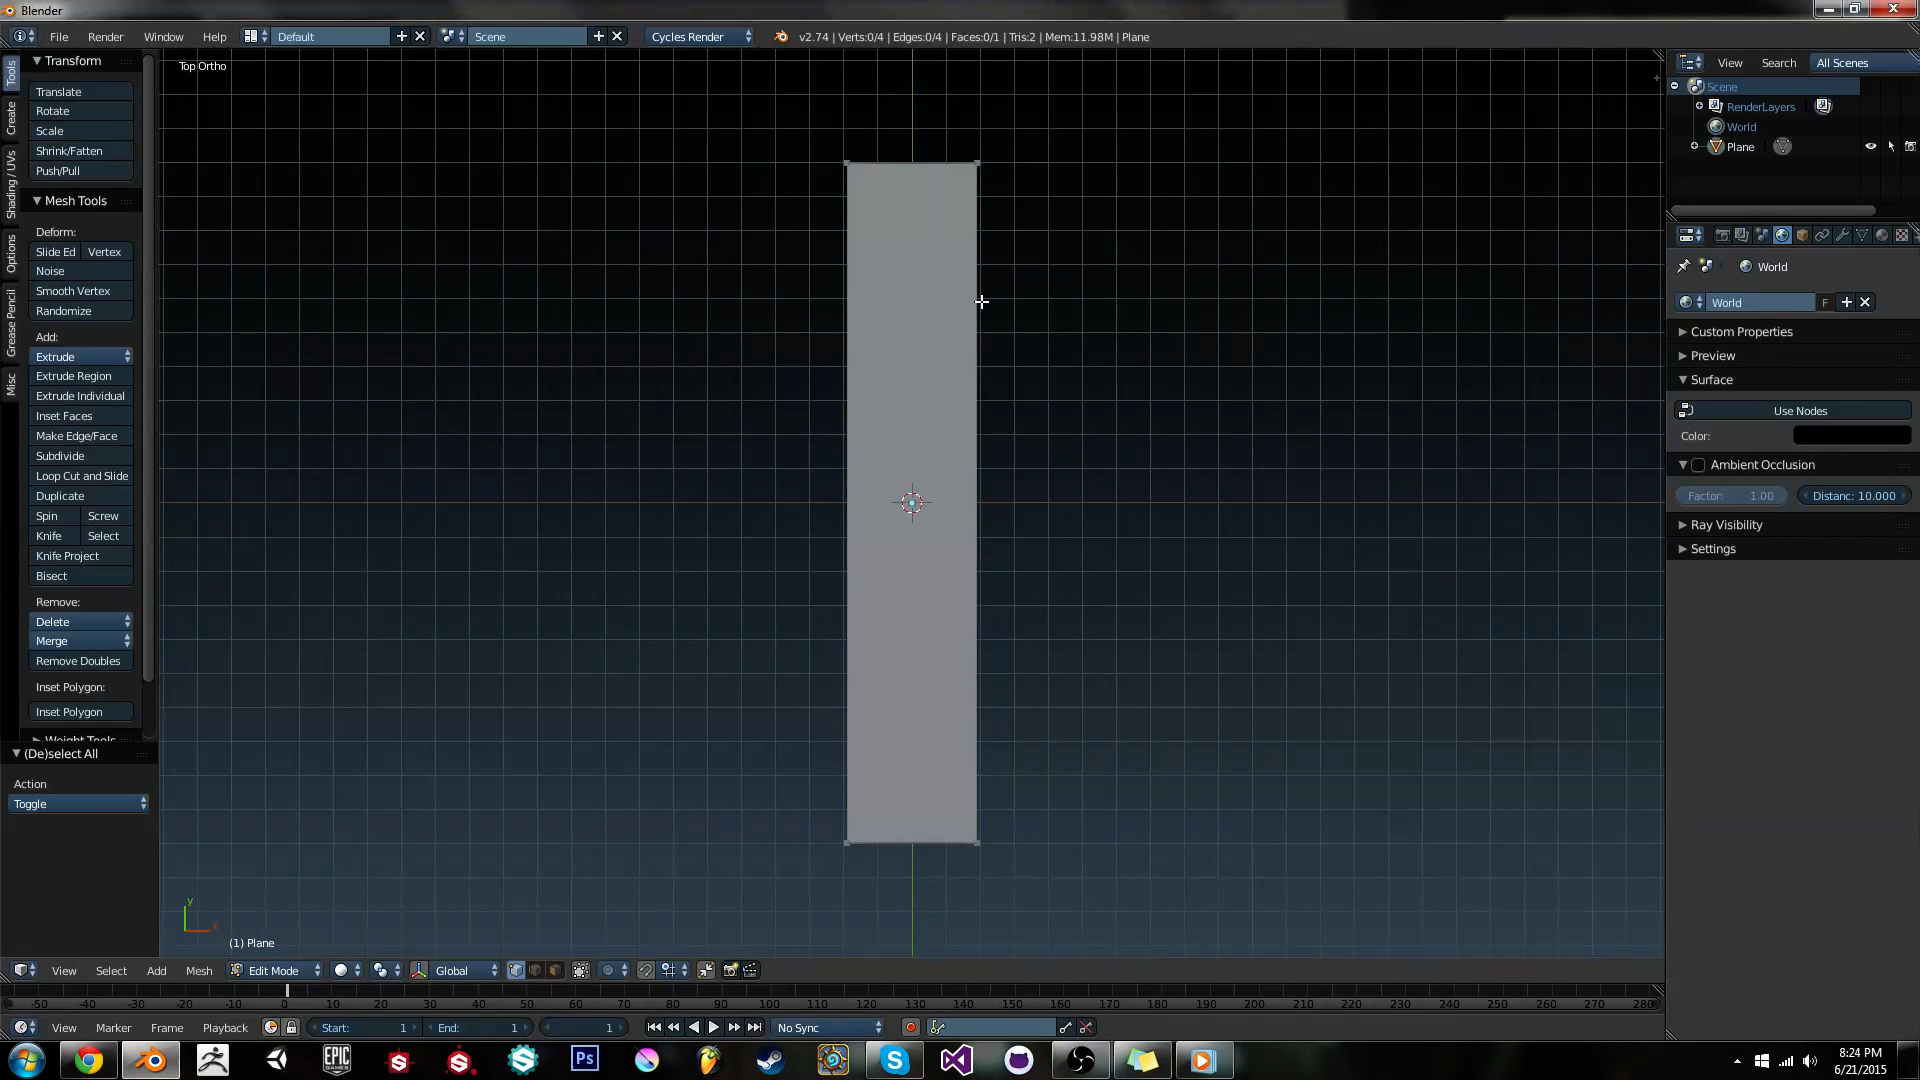 Blender
File Render Window Help Default Scene Cycles Render v2.74 | Verts:0/4 | Edges:0/4 | Faces:0/1 | Tris:2 | Mem:11.98M | Plane
Top Ortho
Tools
Create
Shading / UVs
Options
Grease Pencil
Misc
Transform
Translate
Rotate
Scale
Shrink/Fatten
Push/Pull
Mesh Tools
Deform:
Slide Ed Vertex
Noise
Smooth Vertex
Randomize
Add:
Extrude
Extrude Region
Extrude Individual
Inset Faces
Make Edge/Face
Subdivide
Loop Cut and Slide
Duplicate
Spin Screw
Knife Select
Knife Project
Bisect
Remove:
Delete
Merge
Remove Doubles
Inset Polygon:
Inset Polygon
Weight Tools
(De)select All
Action
Toggle
y
x
(1) Plane
View Search All Scenes
Scene
RenderLayers
World
Plane
World
World F
Custom Properties
Preview
Surface
Use Nodes
Color:
Ambient Occlusion
Factor: 1.00 Distanc: 10.000
Ray Visibility
Settings
View Select Add Mesh Edit Mode Global
-50 -40 -30 -20 -10 0 10 20 30 40 50 60 70 80 90 100 110 120 130 140 150 160 170 180 190 200 210 220 230 240 250 260 270 280
View Marker Frame Playback Start: 1 End: 1 1 No Sync
EPIC
GAMES
Ps
8:24 PM
6/21/2015